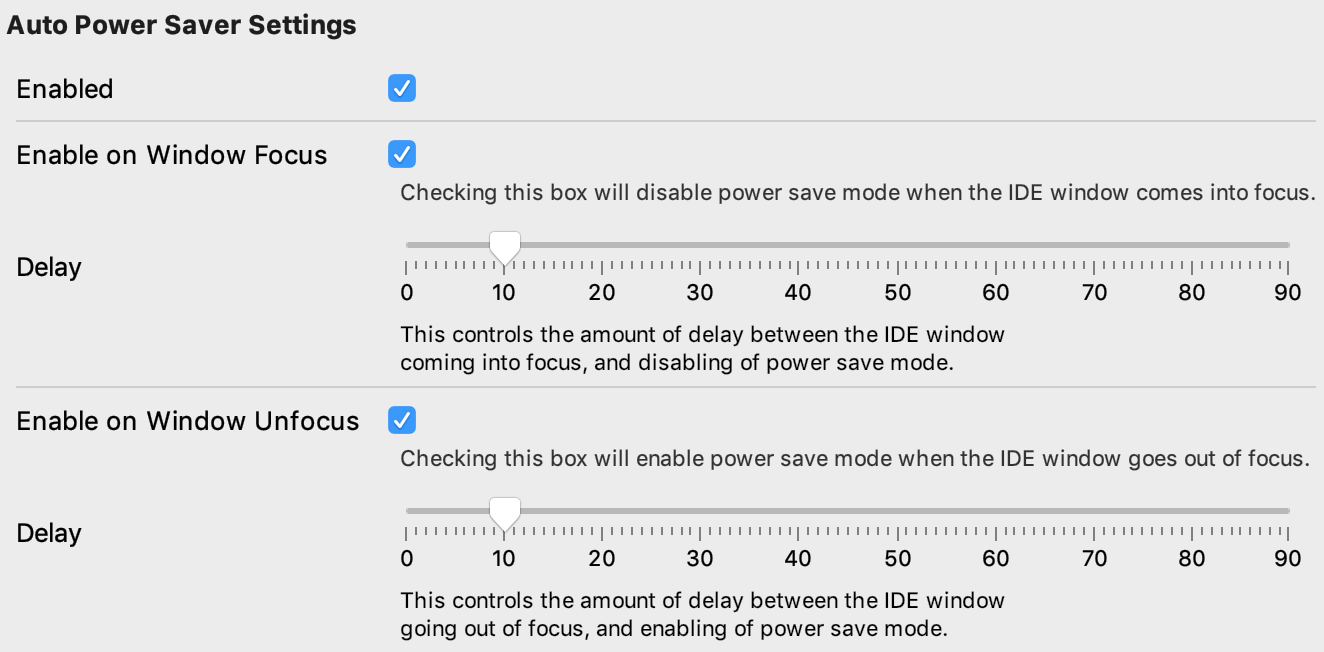 Auto Power Saver Settings
Enabled
Enable on Window Focus
Checking this box will disable power save mode when the IDE window comes into focus.
Delay
0 10 20 30 40 50 60 70 80 90
This controls the amount of delay between the IDE window
coming into focus, and disabling of power save mode.
Enable on Window Unfocus
Checking this box will enable power save mode when the IDE window goes out of focus.
Delay
0 10 20 30 40 50 60 70 80 90
This controls the amount of delay between the IDE window
going out of focus, and enabling of power save mode.